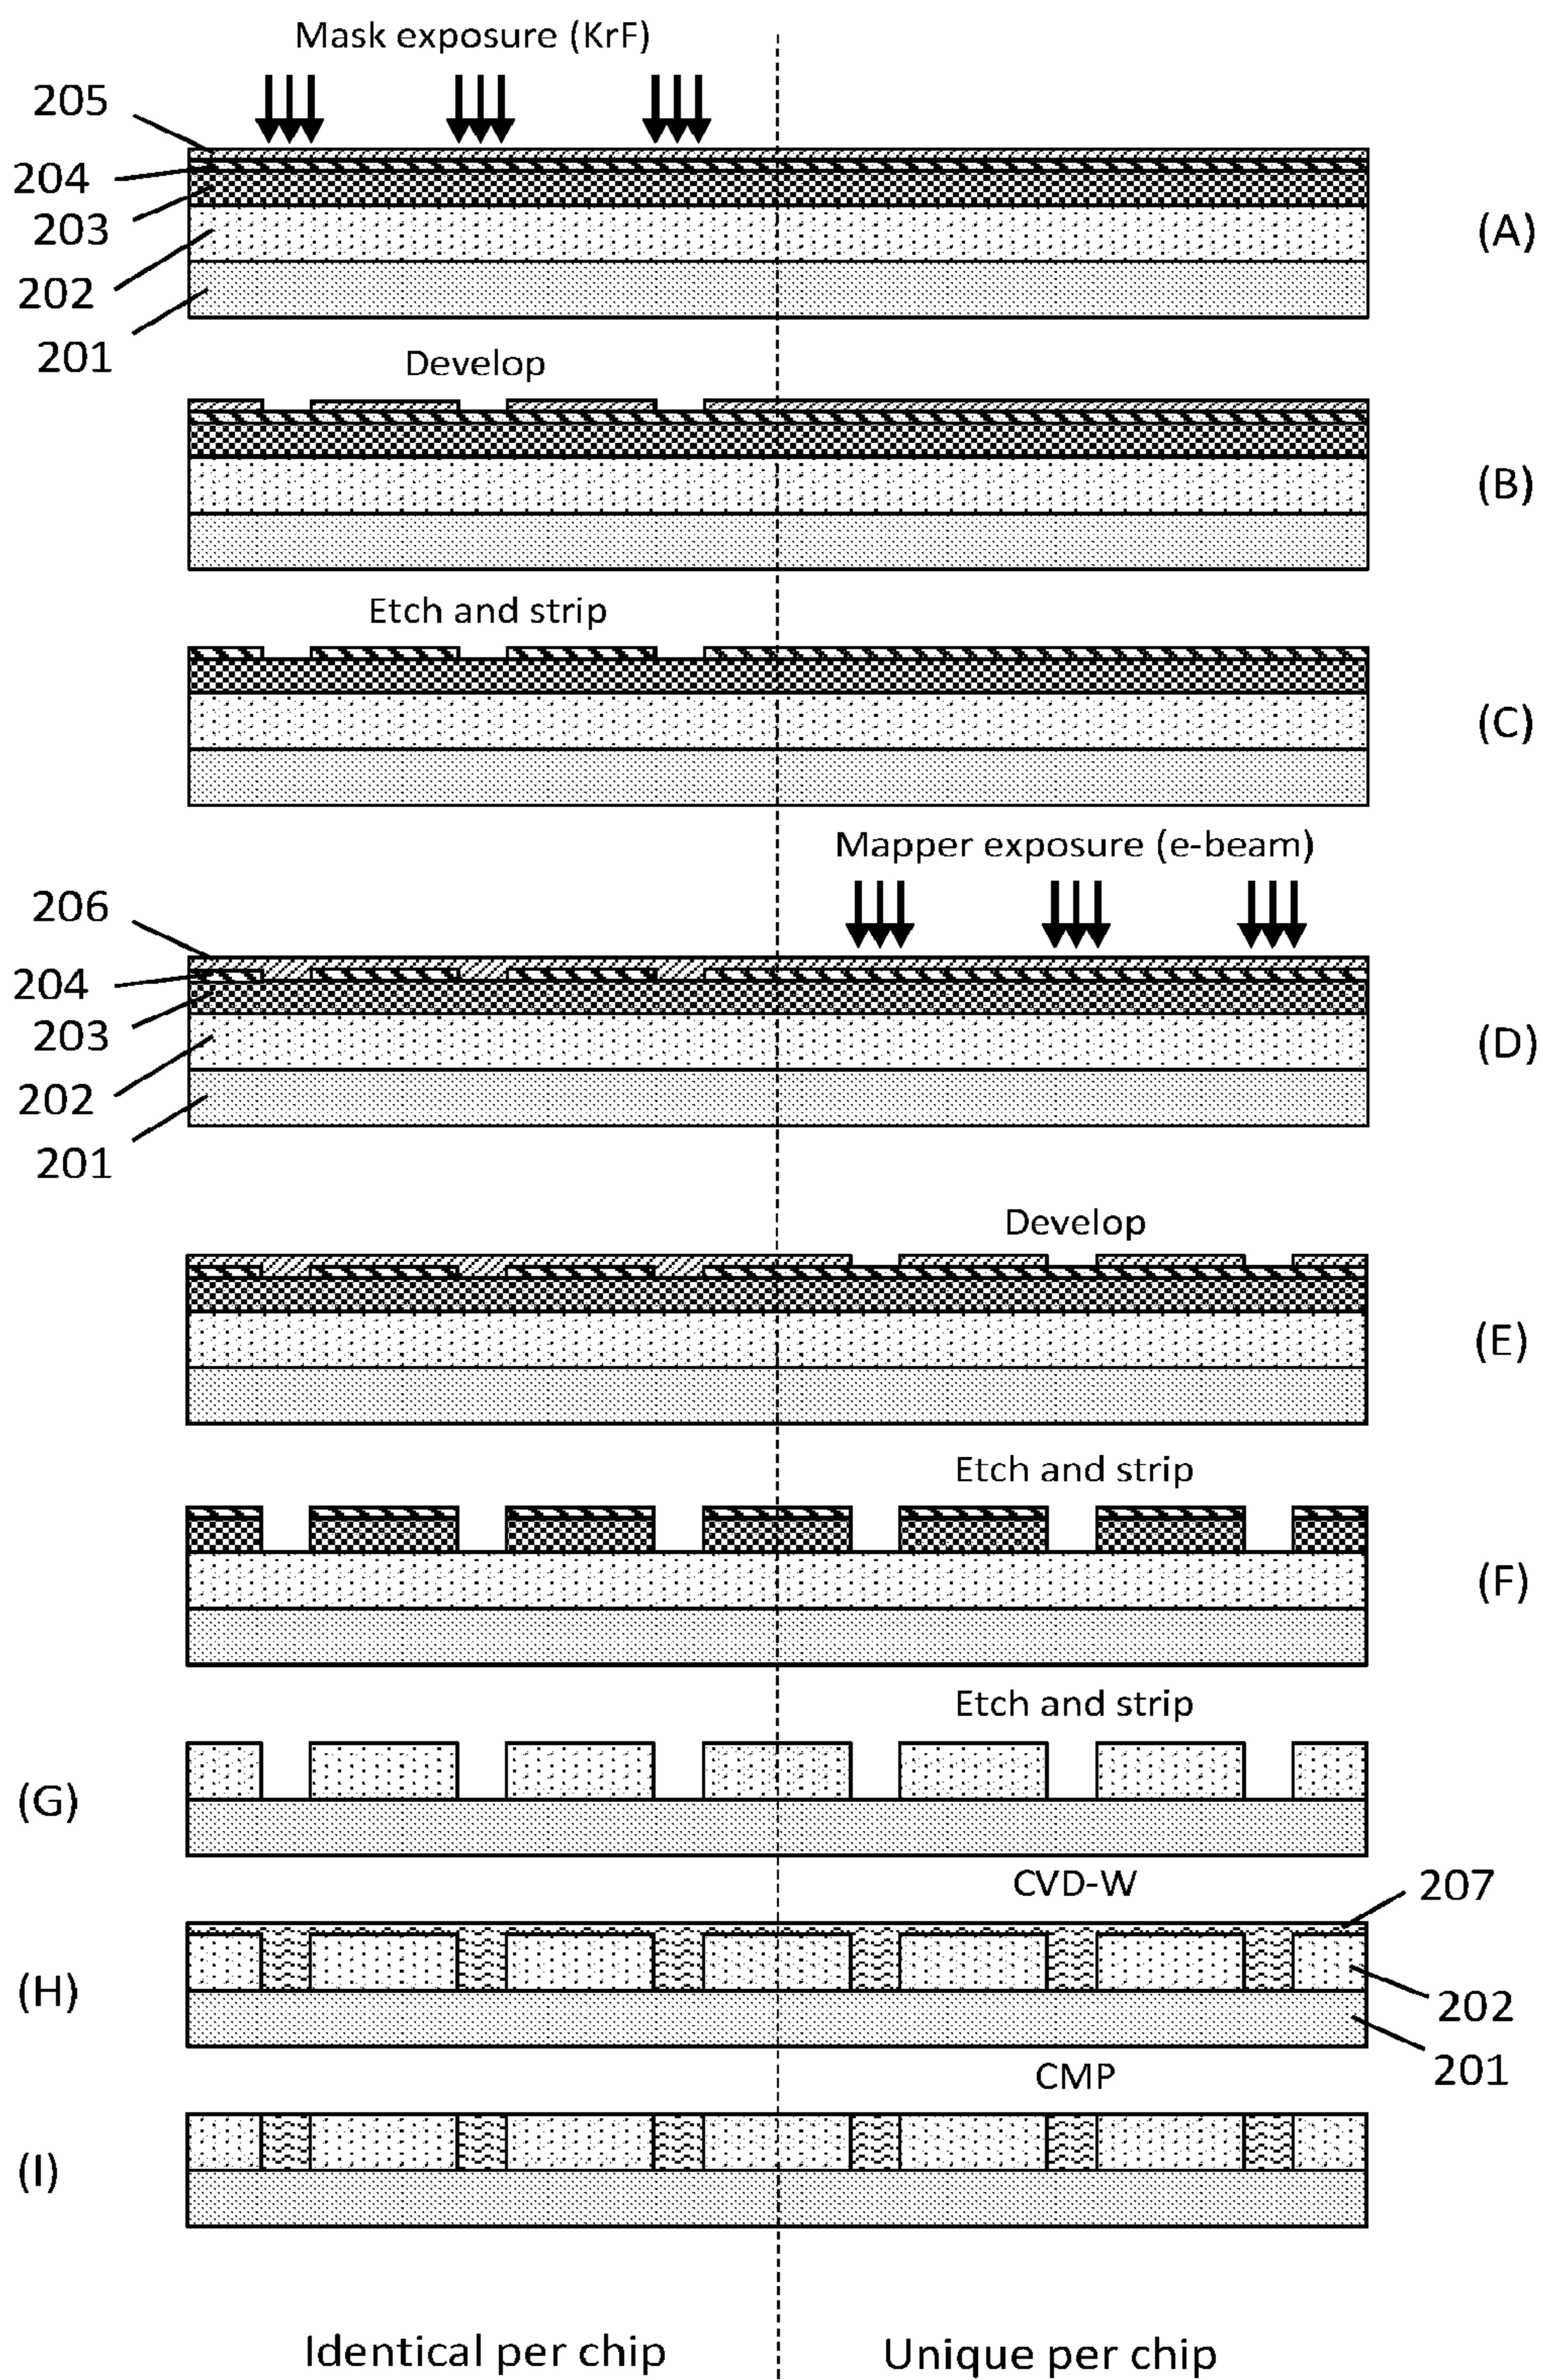 Mask exposure (KrF)
205
204
203
202
201
(A)
Develop
(B)
Etch and strip
(C)
Mapper exposure (e-beam)
206
204
203
202
201
(D)
Develop
(E)
Etch and strip
(F)
Etch and strip
(G)
CVD-W
207
(H)
202
201
CMP
(I)
Identical per chip
Unique per chip